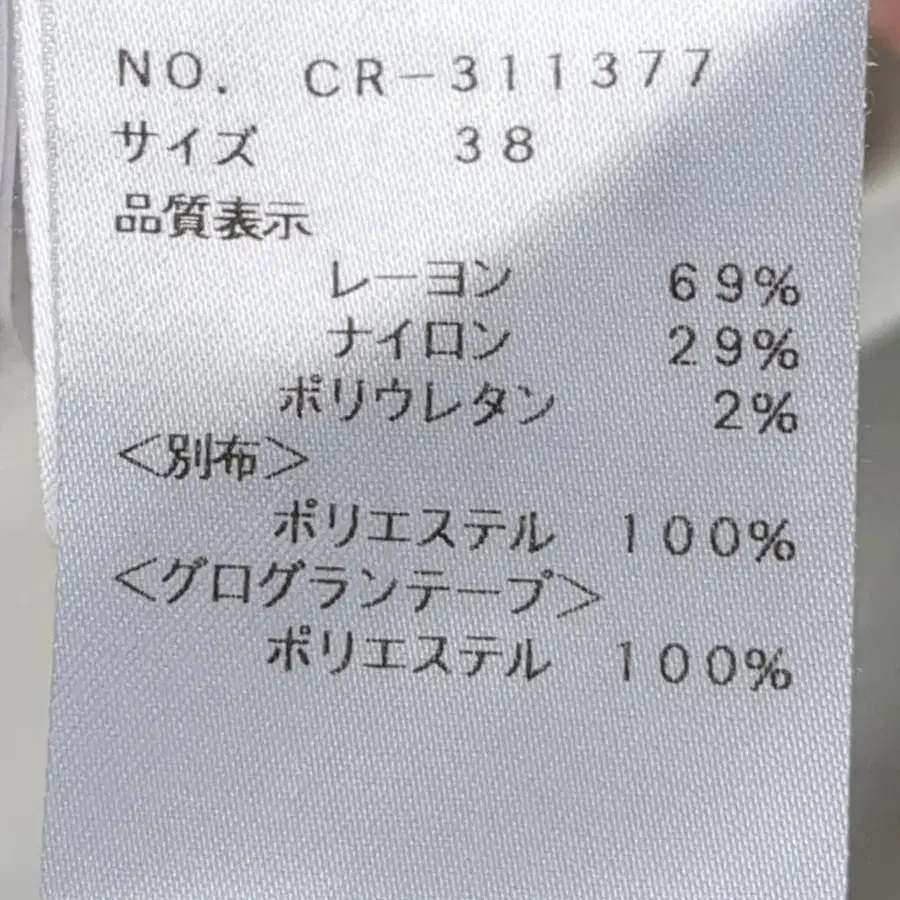 NO. CR-311377
サイズ 38
品質表示
レーヨン 69%
ナイロン 29%
ポリウレタン 2%
<別布>
ポリエステル 100%
<グログランテープ>
ポリエステル 100%